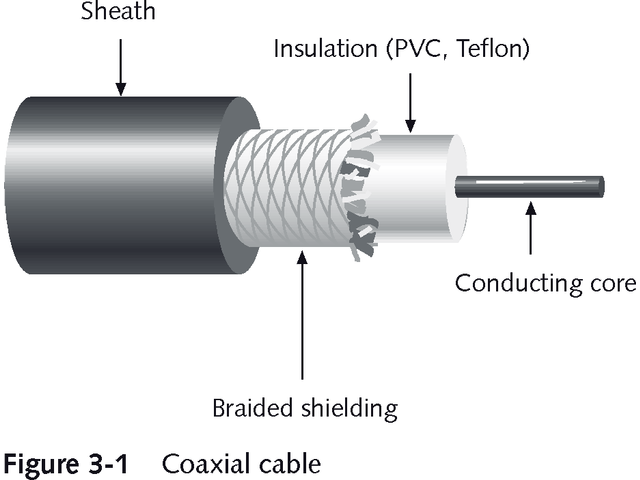 Sheath
Insulation (PVC, Teflon)
Conducting core
Braided shielding
Figure 3-1 Coaxial cable